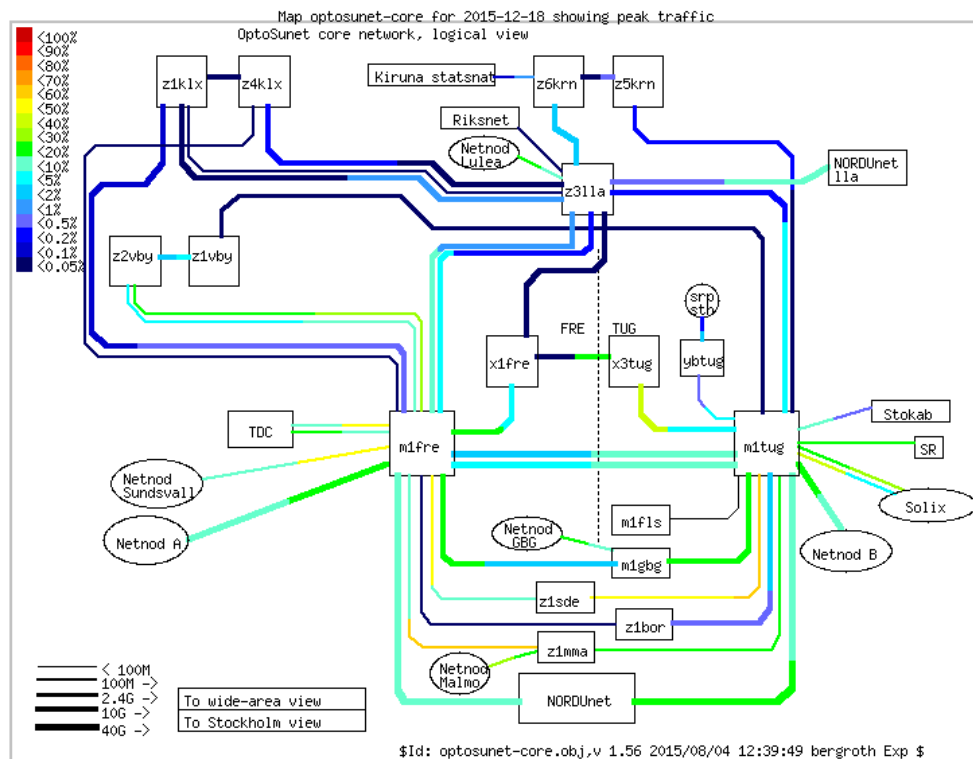 Map optosunet-core for 2015-12-18 showing peak traffic
OptoSunet core network, logical view
<100%
<90%
<80%
<70%
<60%
<50%
<40%
<30%
<20%
<10%
<5%
<2%
<1%
<0.5%
<0.2%
<0.1%
<0.05%
z1klx
z4klx
Kiruna statsnat
z6krn
z5krn
Riksnet
Netnod
Lulea
z3lla
NORDUnet
lla
z2vby
z1vby
srp
sth
FRE
TUG
x1fre
x3tug
ybtug
TDC
m1fre
m1tug
Stokab
SR
Netnod
Sundsvall
Solix
Netnod A
m1fls
Netnod
GBG
Netnod B
m1gbg
z1sde
z1bor
z1mma
Netnod
Malmo
NORDUnet
< 100M
100M ->
2.4G ->
10G ->
40G ->
To wide-area view
To Stockholm view
$Id: optosunet-core.obj,v 1.56 2015/08/04 12:39:49 bergroth Exp $